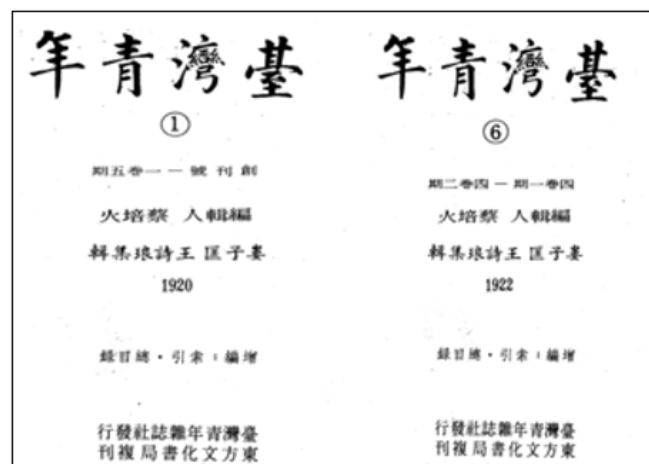 臺灣青年
①
創刊號 — 一卷五期
編輯人 蔡培火
婁子匡 王詩琅集輯
1920
增編：索引・總目錄
臺灣青年雜誌社發行
東方文化書局複刊
臺灣青年
⑥
四卷一期 — 四卷二期
編輯人 蔡培火
婁子匡 王詩琅集輯
1922
增編：索引・總目錄
臺灣青年雜誌社發行
東方文化書局複刊